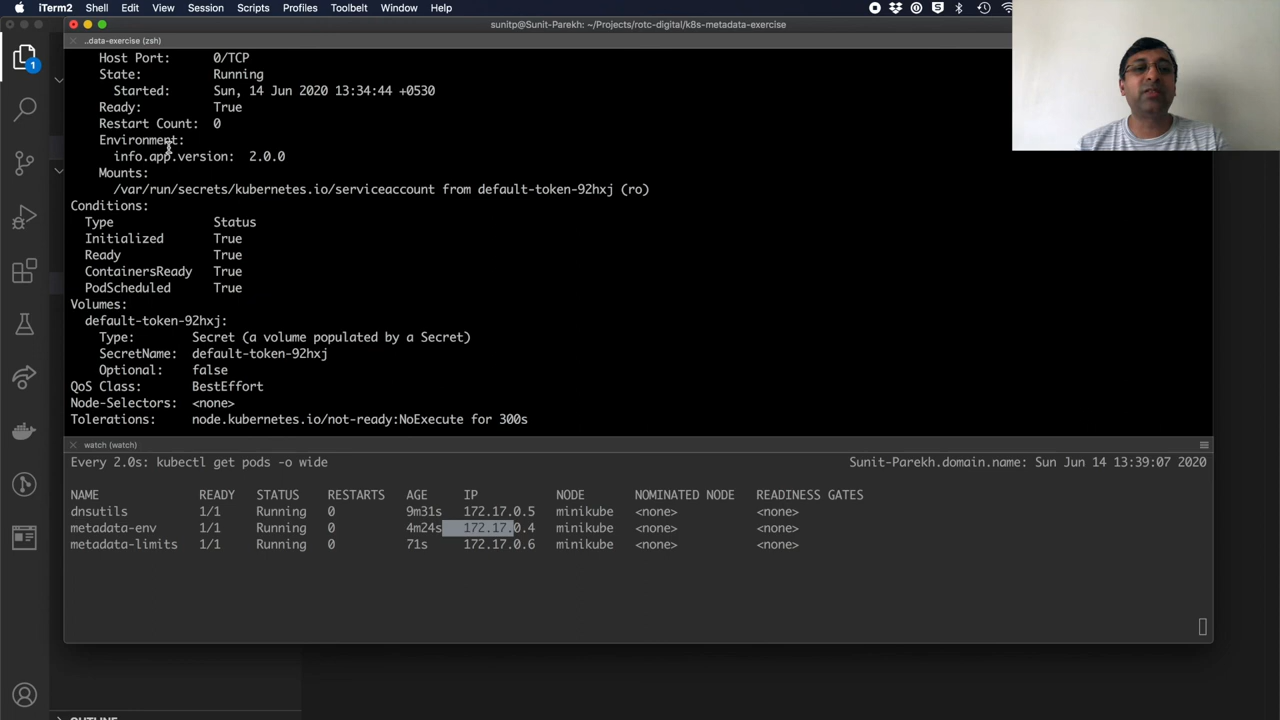 iTerm2 Shell Edit View Session Scripts Profiles Toolbelt Window Help
sunitp@Sunit-Parekh: ~/Projects/rotc-digital/k8s-metadata-exercise
..data-exercise (zsh)
1
Host Port: 0/TCP
State: Running
Started: Sun, 14 Jun 2020 13:34:44 +0530
Ready: True
Restart Count: 0
Environment:
info.app.version: 2.0.0
Mounts:
/var/run/secrets/kubernetes.io/serviceaccount from default-token-92hxj (ro)
Conditions:
Type Status
Initialized True
Ready True
ContainersReady True
PodScheduled True
Volumes:
default-token-92hxj:
Type: Secret (a volume populated by a Secret)
SecretName: default-token-92hxj
Optional: false
QoS Class: BestEffort
Node-Selectors: <none>
Tolerations: node.kubernetes.io/not-ready:NoExecute for 300s
watch (watch)
Every 2.0s: kubectl get pods -o wide Sunit-Parekh.domain.name: Sun Jun 14 13:39:07 2020
NAME READY STATUS RESTARTS AGE IP NODE NOMINATED NODE READINESS GATES
dnsutils 1/1 Running 0 9m31s 172.17.0.5 minikube <none> <none>
metadata-env 1/1 Running 0 4m24s 172.17.0.4 minikube <none> <none>
metadata-limits 1/1 Running 0 71s 172.17.0.6 minikube <none> <none>
OUTLINE